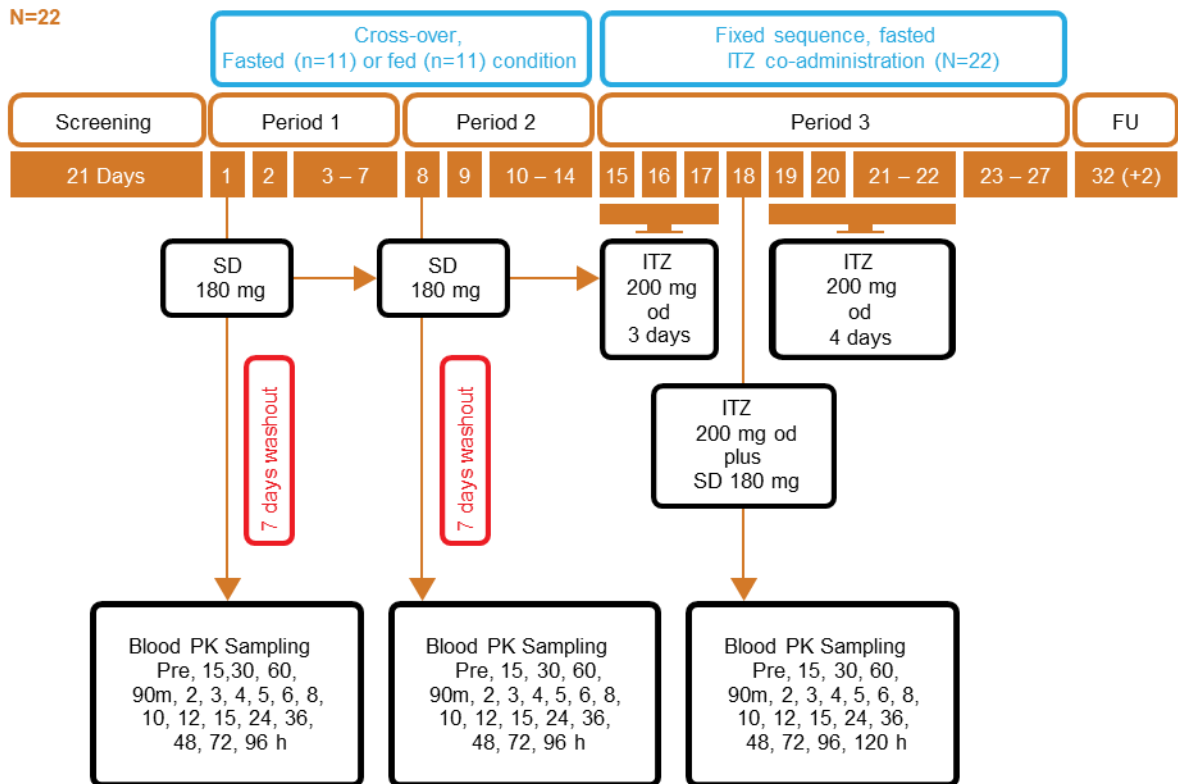 N=22
Cross-over,
Fasted (n=11) or fed (n=11) condition
Fixed sequence, fasted
ITZ co-administration (N=22)
Screening
Period 1
Period 2
Period 3
FU
21 Days
1
2
3 – 7
8
9
10 – 14
15
16
17
18
19
20
21 – 22
23 – 27
32 (+2)
SD
180 mg
SD
180 mg
ITZ
200 mg
od
3 days
ITZ
200 mg
od
4 days
7 days washout
7 days washout
ITZ
200 mg od
plus
SD 180 mg
Blood PK Sampling
Pre, 15,30, 60,
90m, 2, 3, 4, 5, 6, 8,
10, 12, 15, 24, 36,
48, 72, 96 h
Blood PK Sampling
Pre, 15, 30, 60,
90m, 2, 3, 4, 5, 6, 8,
10, 12, 15, 24, 36,
48, 72, 96 h
Blood PK Sampling
Pre, 15, 30, 60,
90m, 2, 3, 4, 5, 6, 8,
10, 12, 15, 24, 36,
48, 72, 96, 120 h